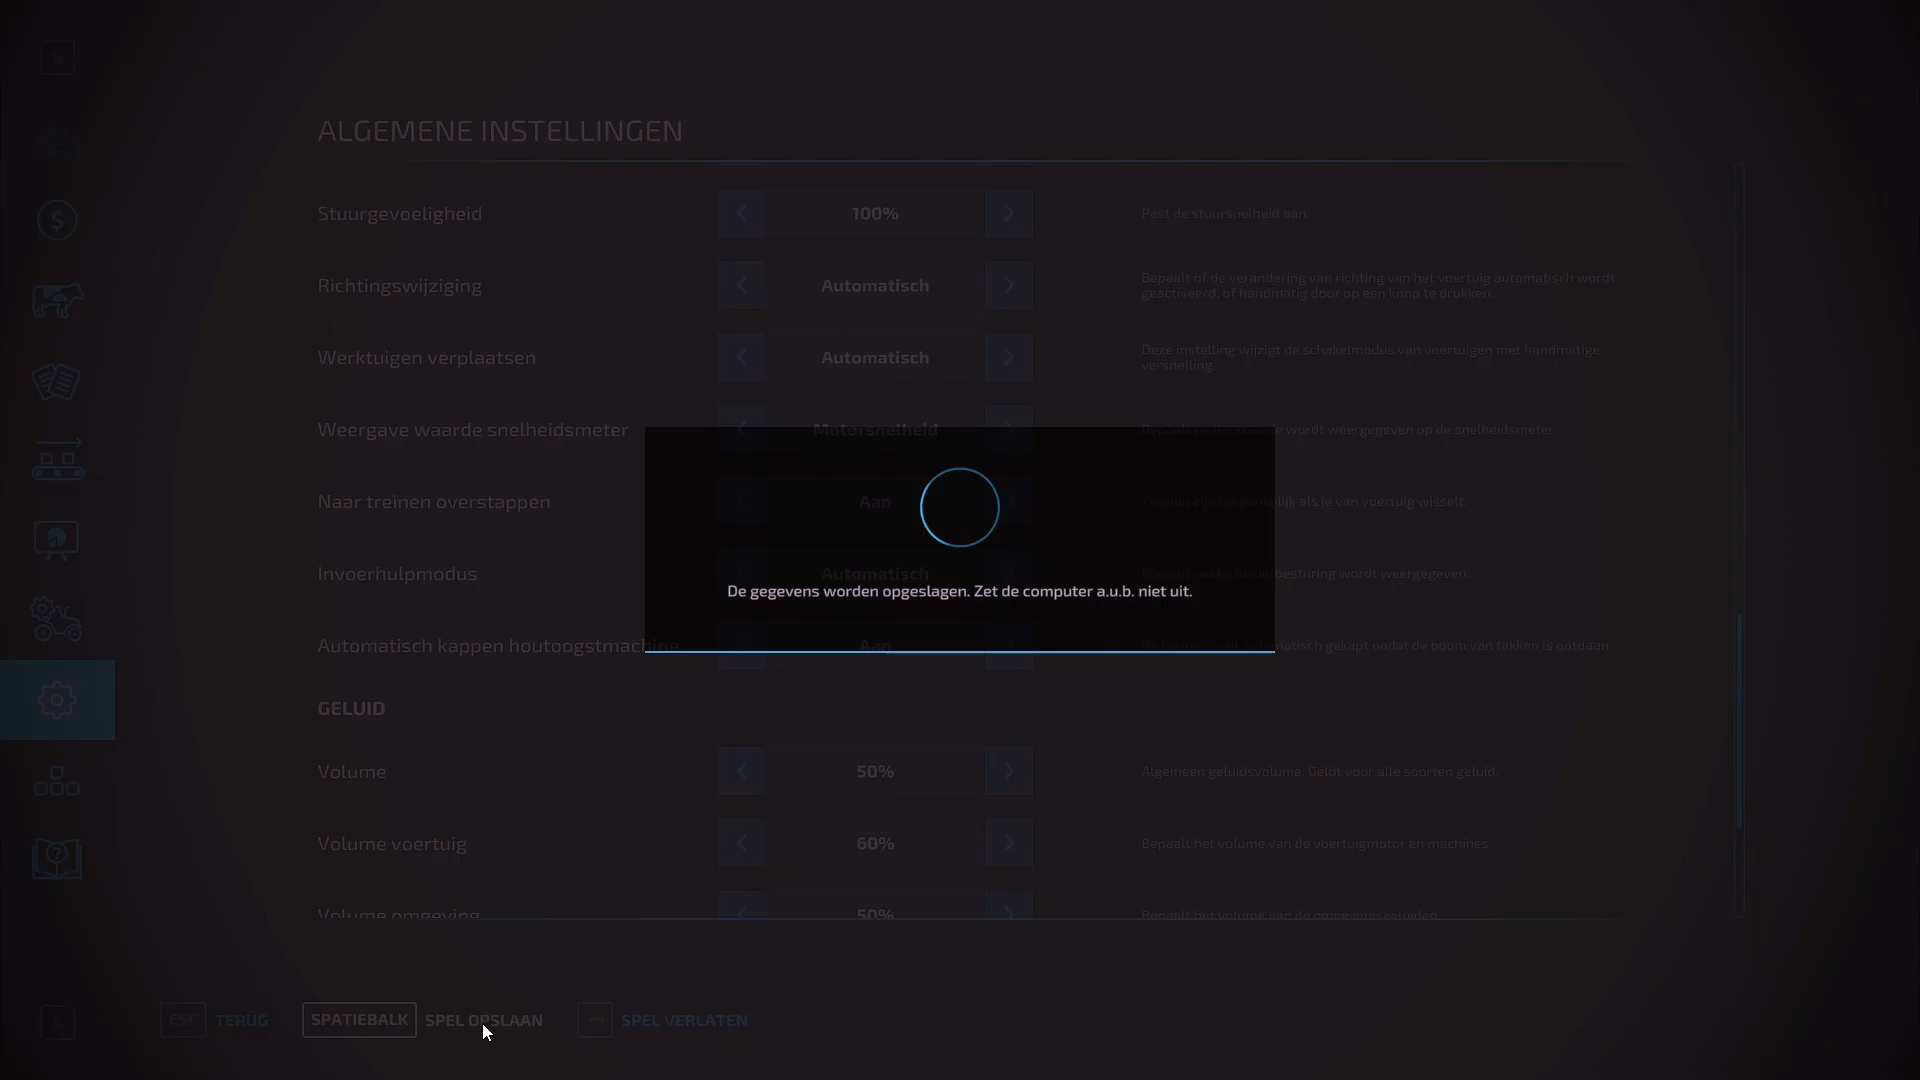 ALGEMENE INSTELLINGEN
Stuurgevoeligheid
100%
Past de stuursnelheid aan.
Richtingswijziging
Automatisch
Bepaalt of de verandering van richting van het voertuig automatisch wordt
geactiveerd, of handmatig door op een knop te drukken.
Werktuigen verplaatsen
Automatisch
Deze instelling wijzigt de schakelmodus van voertuigen met handmatige
versnelling.
Weergave waarde snelheidsmeter
Motorsnelheid
wordt weergegeven op de snelheidsmeter.
Naar treinen overstappen
Aan
als je van voertuig wisselt.
Invoerhulpmodus
Automatisch
besturing wordt weergegeven.
De gegevens worden opgeslagen. Zet de computer a.u.b. niet uit.
Automatisch kappen houtoogstmachine
Aan
gekapt nadat de boom van takken is ontdaan.
GELUID
Volume
50%
Algemeen geluidsvolume. Geldt voor alle soorten geluid.
Volume voertuig
60%
Bepaalt het volume van de voertuigmotor en machines.
Volume omgeving
50%
Bepaalt het volume van de omgevingsgeluiden.
ESC TERUG SPATIEBALK SPEL OPSLAAN SPEL VERLATEN